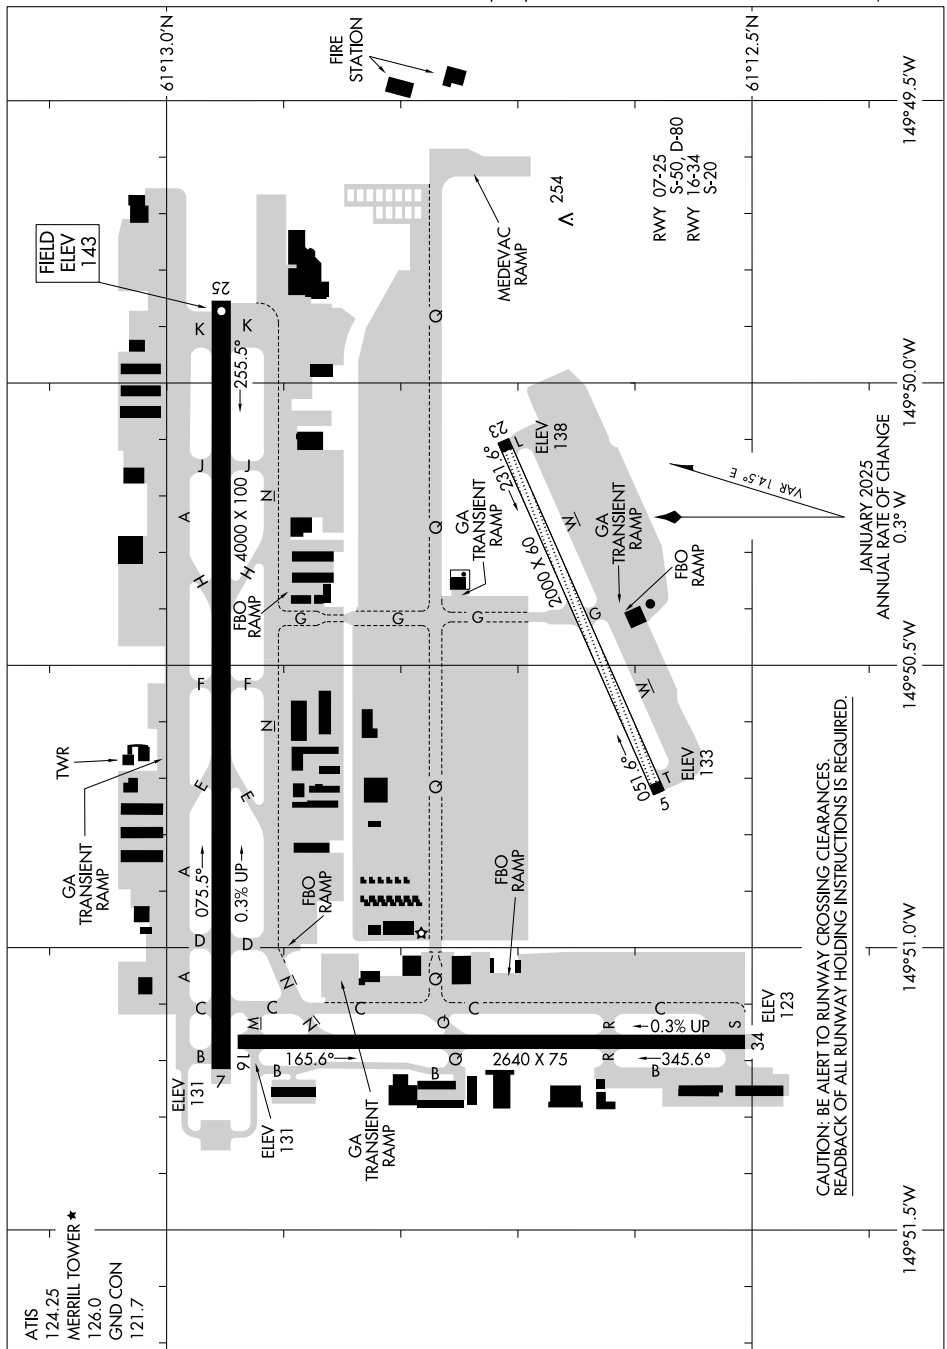 ATIS
124.25
MERRILL TOWER ★
126.0
GND CON
121.7
FIELD
ELEV
143
FIRE
STATION
61°13.0'N
61°12.5'N
149°49.5'W
149°50.0'W
149°50.5'W
149°51.0'W
149°51.5'W
RWY 07-25
S-50, D-80
RWY 16-34
S-20
254
MEDEVAC
RAMP
TWR
GA
TRANSIENT
RAMP
FBO
RAMP
GA
TRANSIENT
RAMP
FBO
RAMP
FBO
RAMP
GA
TRANSIENT
RAMP
GA
TRANSIENT
RAMP
FBO
RAMP
ELEV
131
7
075.5°
0.3% UP
4000 X 100
255.5°
25
ELEV
131
16
165.6°
2640 X 75
345.6°
0.3% UP
34
ELEV
123
ELEV
133
5
051.6°
2000 X 60
231.6°
23
ELEV
138
A
A
A
B
B
B
B
C
C
C
C
C
D
D
E
E
F
F
G
G
G
G
H
H
J
J
K
K
M
N
N
N
N
Q
Q
Q
Q
Q
Q
Q
R
R
S
T
T
W
W
VAR 14.5° E
JANUARY 2025
ANNUAL RATE OF CHANGE
0.3° W
CAUTION: BE ALERT TO RUNWAY CROSSING CLEARANCES.
READBACK OF ALL RUNWAY HOLDING INSTRUCTIONS IS REQUIRED.